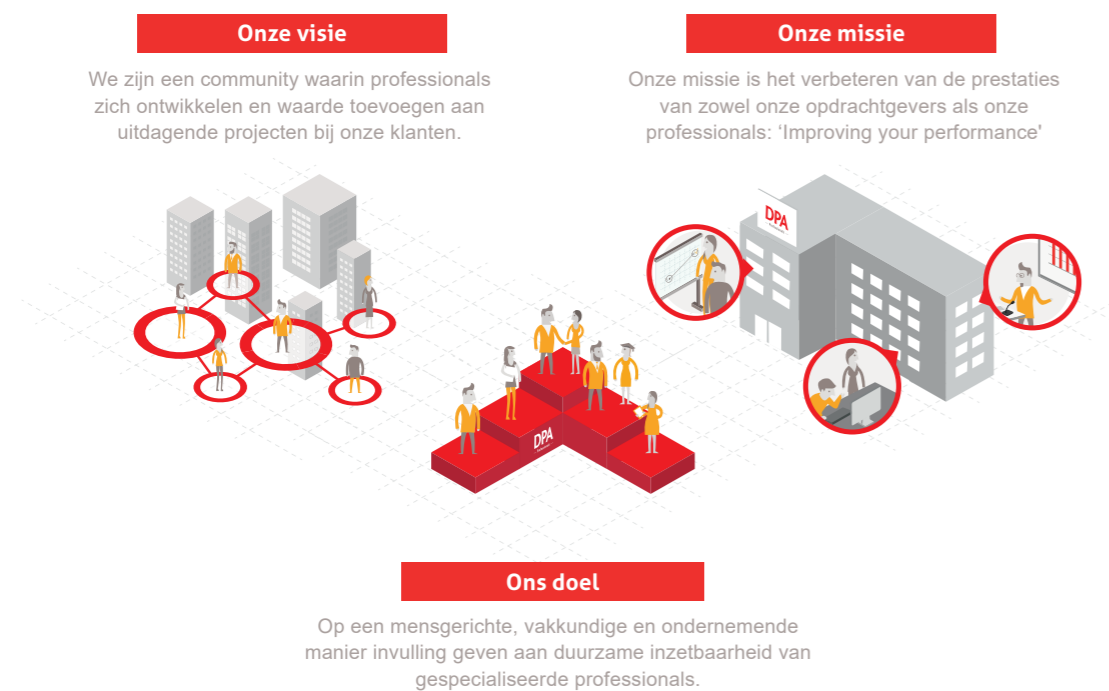 Onze visie
We zijn een community waarin professionals
zich ontwikkelen en waarde toevoegen aan
uitdagende projecten bij onze klanten.
Onze missie
Onze missie is het verbeteren van de prestaties
van zowel onze opdrachtgevers als onze
professionals: ‘Improving your performance'
DPA
DPA
Ons doel
Op een mensgerichte, vakkundige en ondernemende
manier invulling geven aan duurzame inzetbaarheid van
gespecialiseerde professionals.